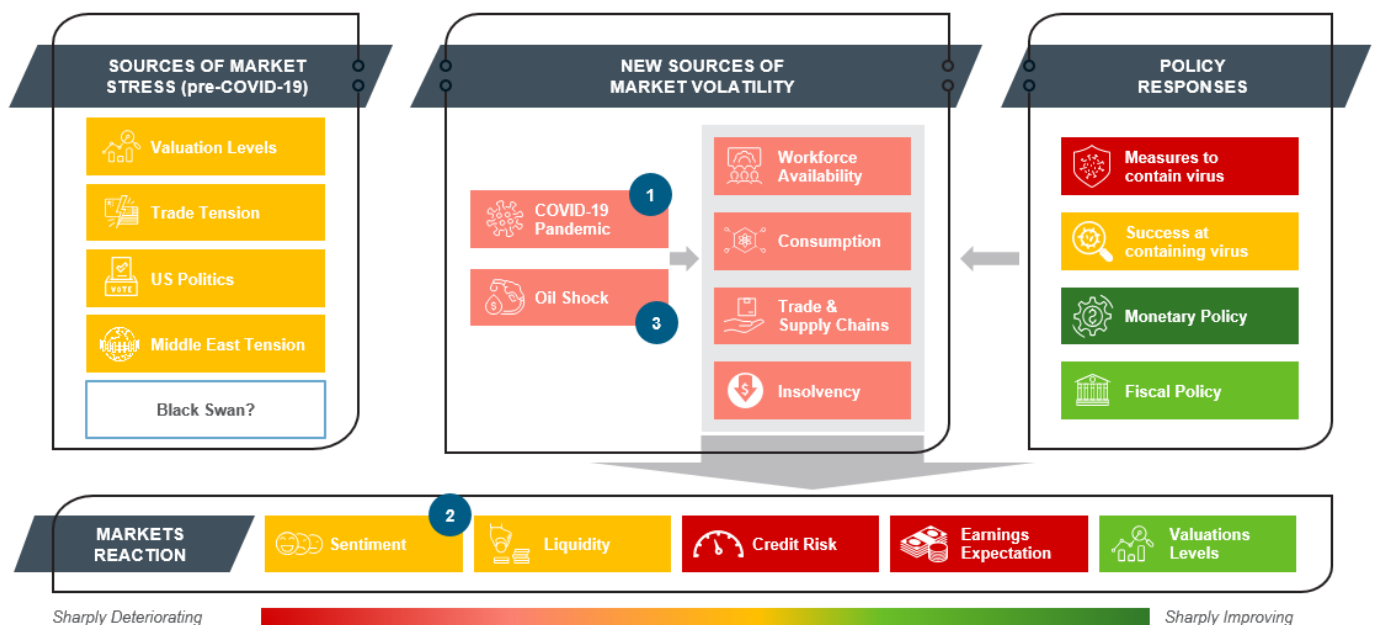 SOURCES OF MARKET
STRESS (pre-COVID-19)
Valuation Levels
Trade Tension
US Politics
VOTE
Middle East Tension
Black Swan?
NEW SOURCES OF
MARKET VOLATILITY
COVID-19
Pandemic
1
Oil Shock
$
3
Workforce
Availability
Consumption
Trade &
Supply Chains
Insolvency
$
POLICY
RESPONSES
Measures to
contain virus
Success at
containing virus
Monetary Policy
Fiscal Policy
MARKETS
REACTION
Sentiment
2
Liquidity
Credit Risk
Earnings
Expectation
Valuations
Levels
Sharply Deteriorating
Sharply Improving